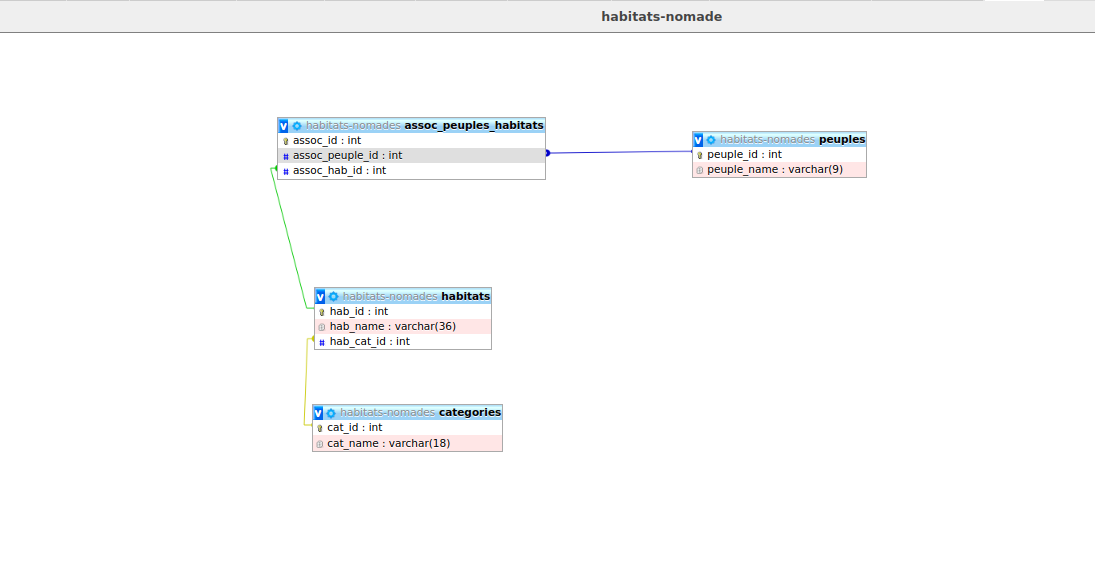 habitats-nomade
habitats-nomades assoc_peuples_habitats
assoc_id : int
assoc_peuple_id : int
assoc_hab_id : int
habitats-nomades peuples
peuple_id : int
peuple_name : varchar(9)
habitats-nomades habitats
hab_id : int
hab_name : varchar(36)
hab_cat_id : int
habitats-nomades categories
cat_id : int
cat_name : varchar(18)